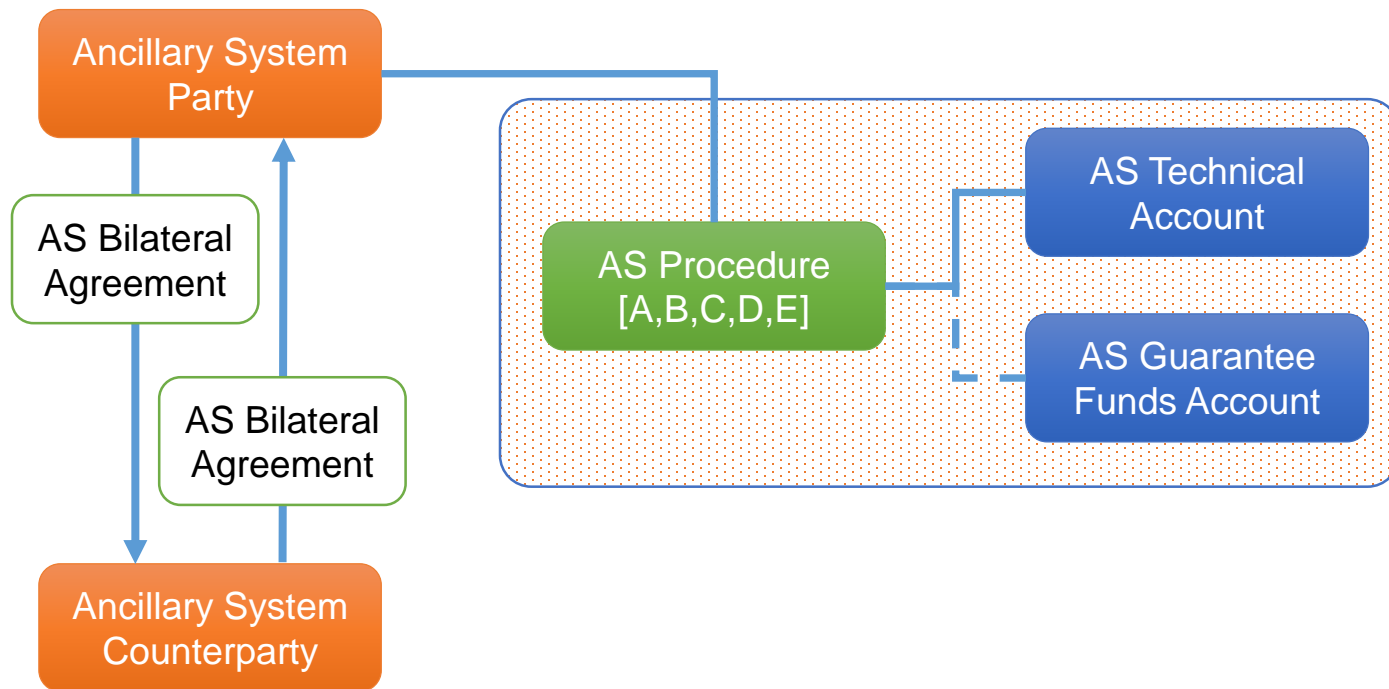 Ancillary System
Party
AS Bilateral
Agreement
AS Bilateral
Agreement
Ancillary System
Counterparty
AS Procedure
[A,B,C,D,E]
AS Technical
Account
AS Guarantee
Funds Account